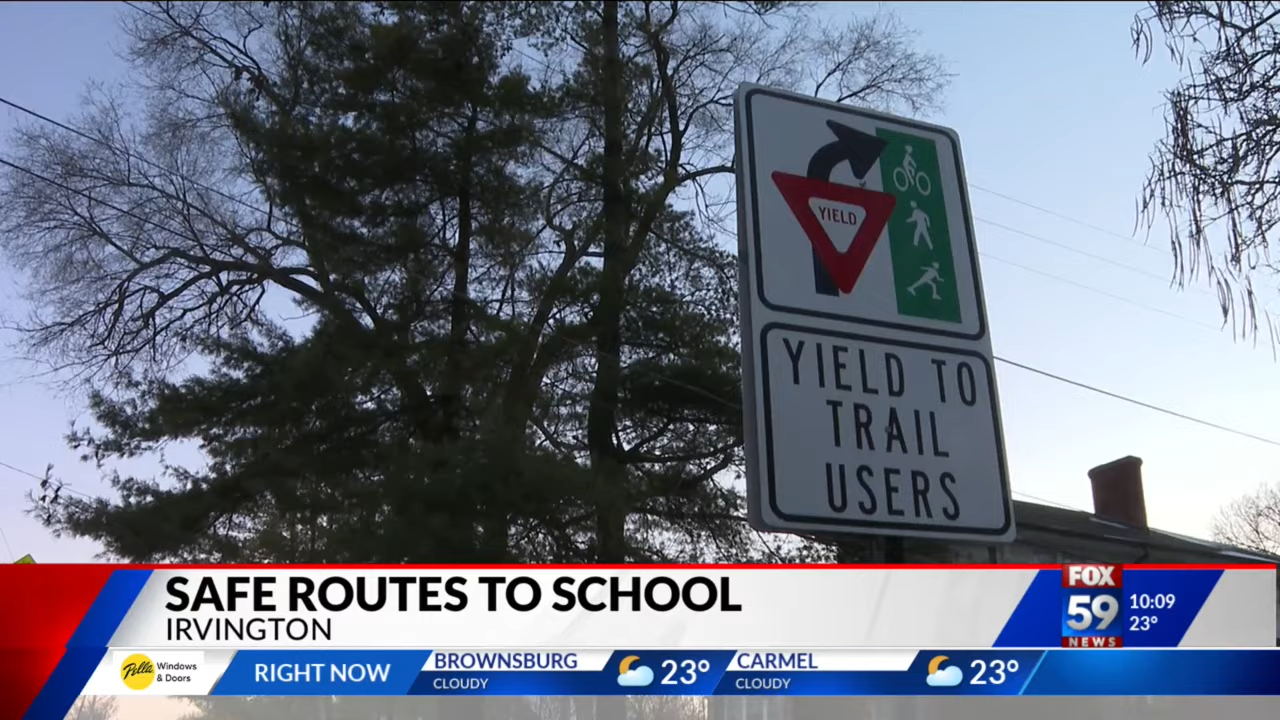 YIELD
YIELD TO
TRAIL
USERS
SAFE ROUTES TO SCHOOL
IRVINGTON
FOX
59
NEWS
10:09
23°
Pella Windows
& Doors
RIGHT NOW
BROWNSBURG
CLOUDY
23°
CARMEL
CLOUDY
23°